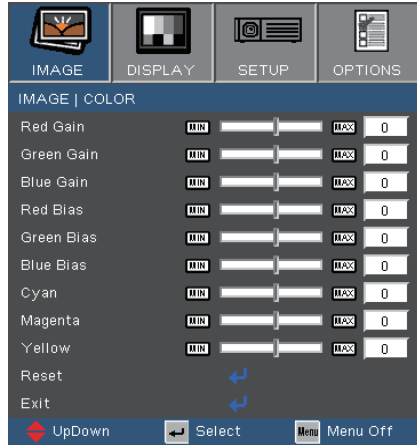 IMAGE DISPLAY SETUP OPTIONS
IMAGE | COLOR
Red Gain MIN MAX 0
Green Gain MIN MAX 0
Blue Gain MIN MAX 0
Red Bias MIN MAX 0
Green Bias MIN MAX 0
Blue Bias MIN MAX 0
Cyan MIN MAX 0
Magenta MIN MAX 0
Yellow MIN MAX 0
Reset
Exit
UpDown Select Menu Menu Off